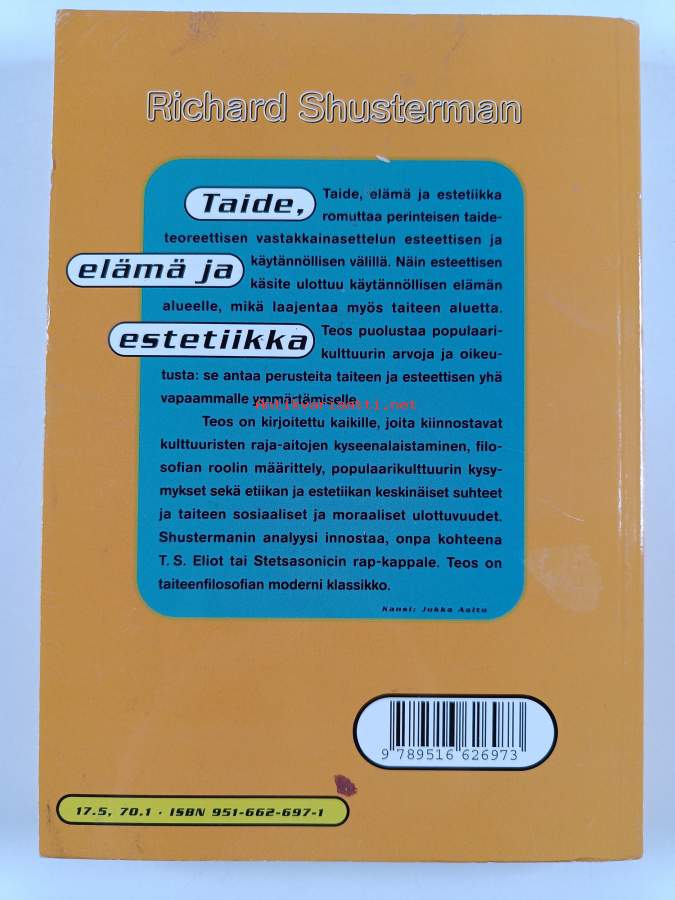 Richard Shusterman
Taide,
elämä ja
estetiikka
Taide, elämä ja estetiikka
romuttaa perinteisen taide-
teoreettisen vastakkainasettelun esteettisen ja
käytännöllisen välillä. Näin esteettisen
käsite ulottuu käytännöllisen elämän
alueelle, mikä laajentaa myös taiteen aluetta.
Teos puolustaa populaari-
kulttuurin arvoja ja oikeu-
tusta: se antaa perusteita taiteen ja esteettisen yhä
vapaammalle ymmärtämiselle.
antikvariaatti.net
Teos on kirjoitettu kaikille, joita kiinnostavat
kulttuuristen raja-aitojen kyseenalaistaminen, filo-
sofian roolin määrittely, populaarikulttuurin kysy-
mykset sekä etiikan ja estetiikan keskinäiset suhteet
ja taiteen sosiaaliset ja moraaliset ulottuvuudet.
Shustermanin analyysi innostaa, onpa kohteena
T. S. Eliot tai Stetsasonicin rap-kappale. Teos on
taiteenfilosofian moderni klassikko.
Kansi: Jukka Aalto
9 789516 626973
17.5, 70.1 · ISBN 951-662-697-1